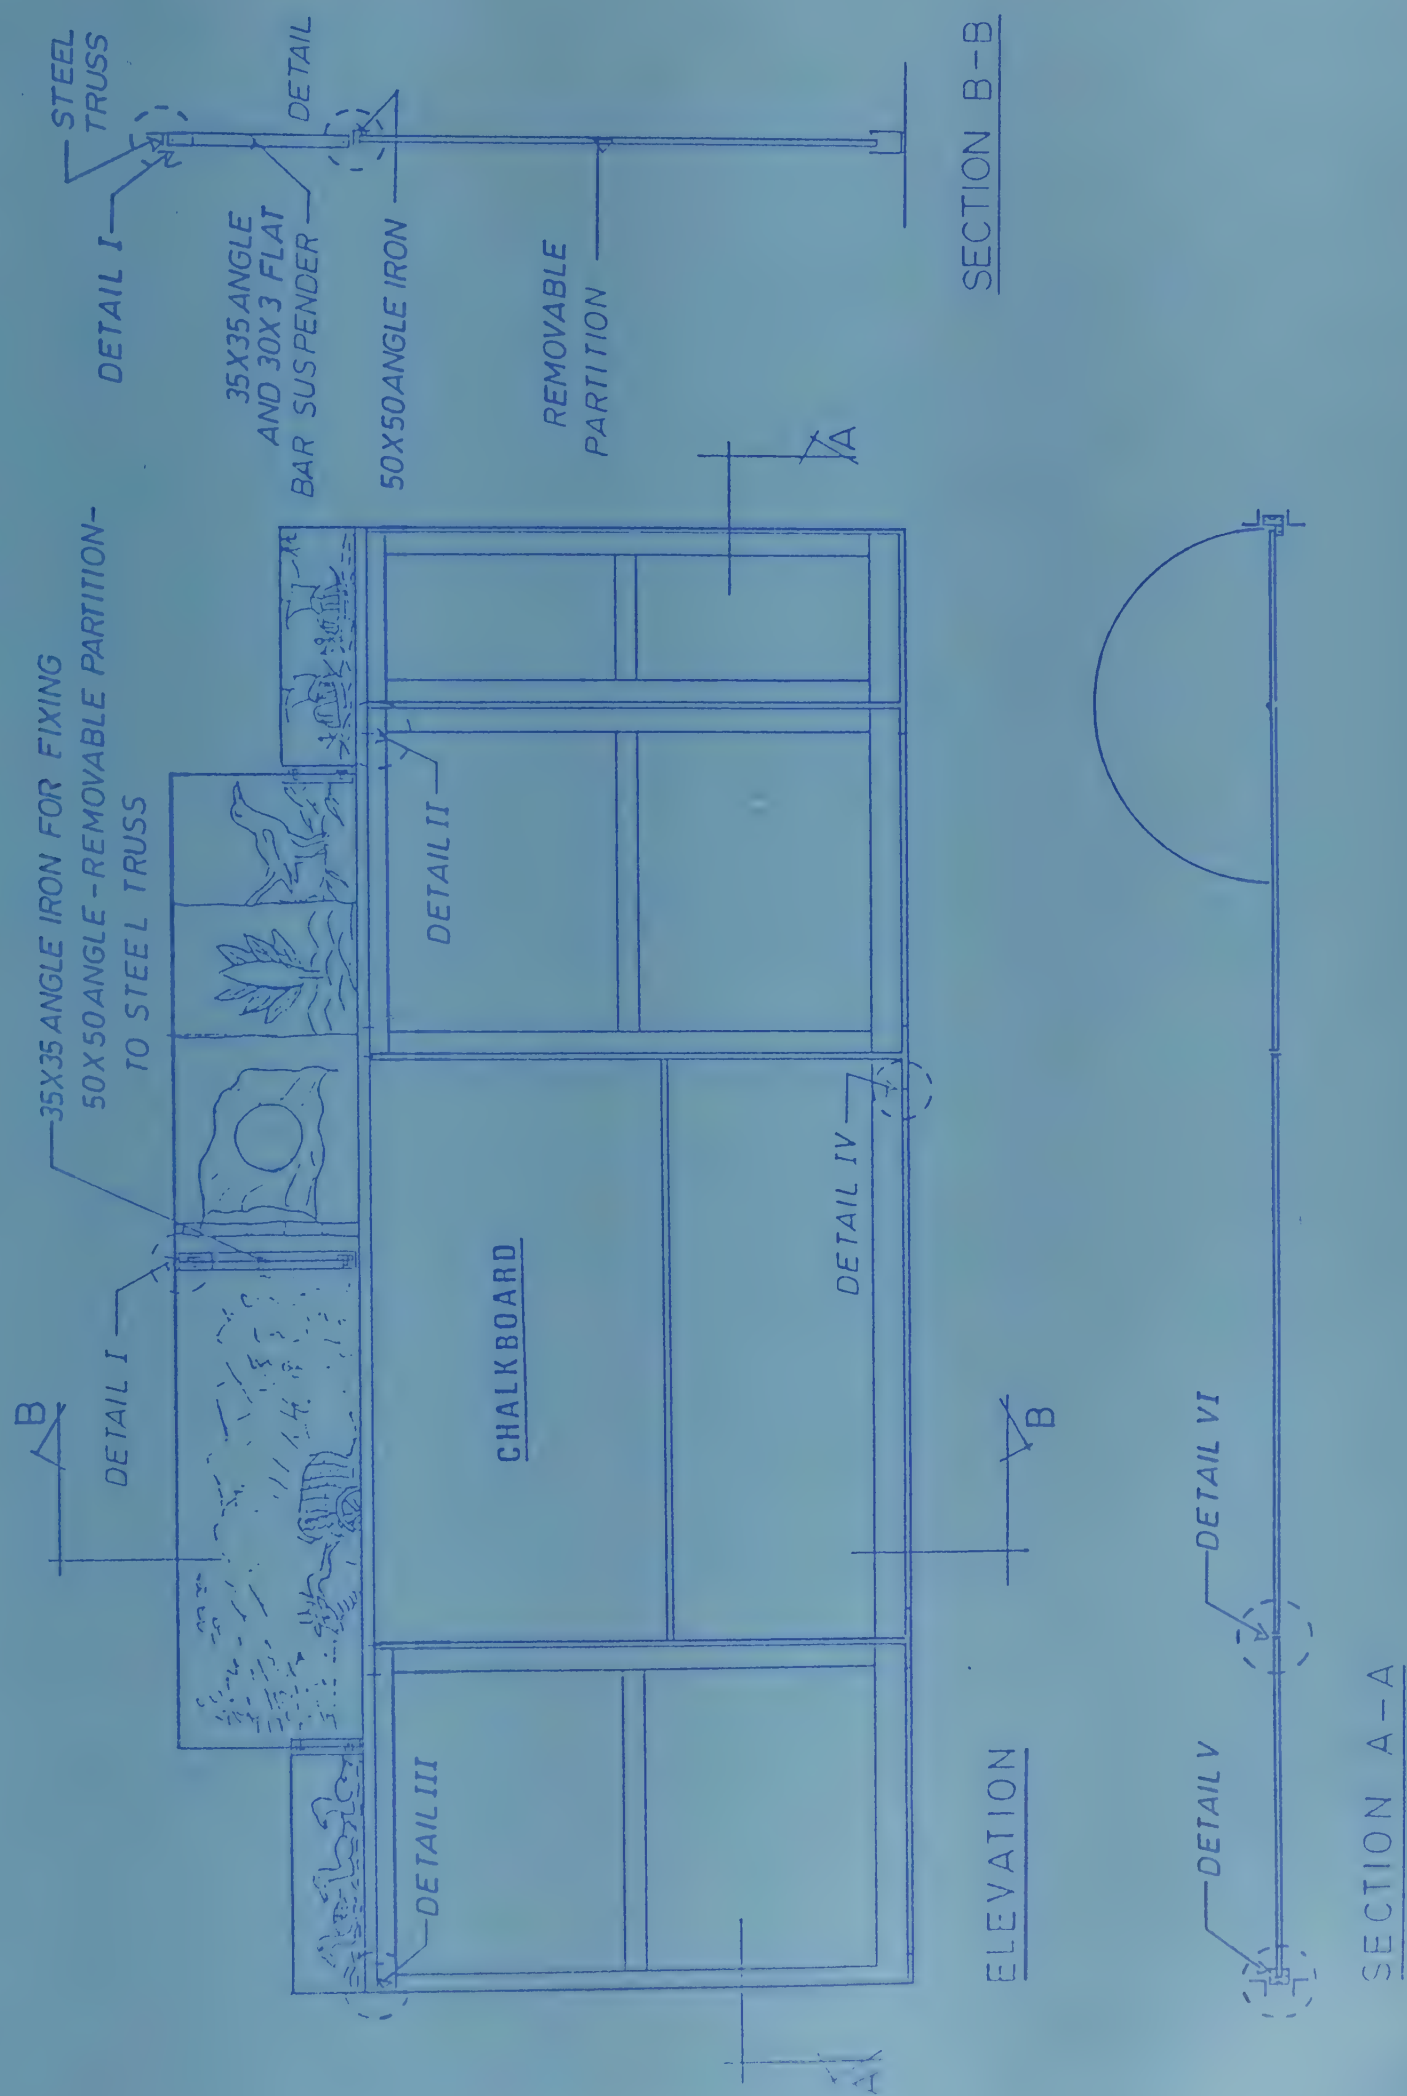 35X35 ANGLE IRON FOR FIXING
50X50 ANGLE-REMOVABLE PARTITION-
TO STEEL TRUSS
B
DETAIL I
STEEL
TRUSS
DETAIL I
35X35 ANGLE
AND 30X3 FLAT
BAR SUSPENDER
DETAIL
50X50 ANGLE IRON
REMOVABLE
PARTITION
SECTION B-B
DETAIL III
CHALKBOARD
DETAIL II
DETAIL IV
A
A
B
ELEVATION
DETAIL V
DETAIL VI
SECTION A-A